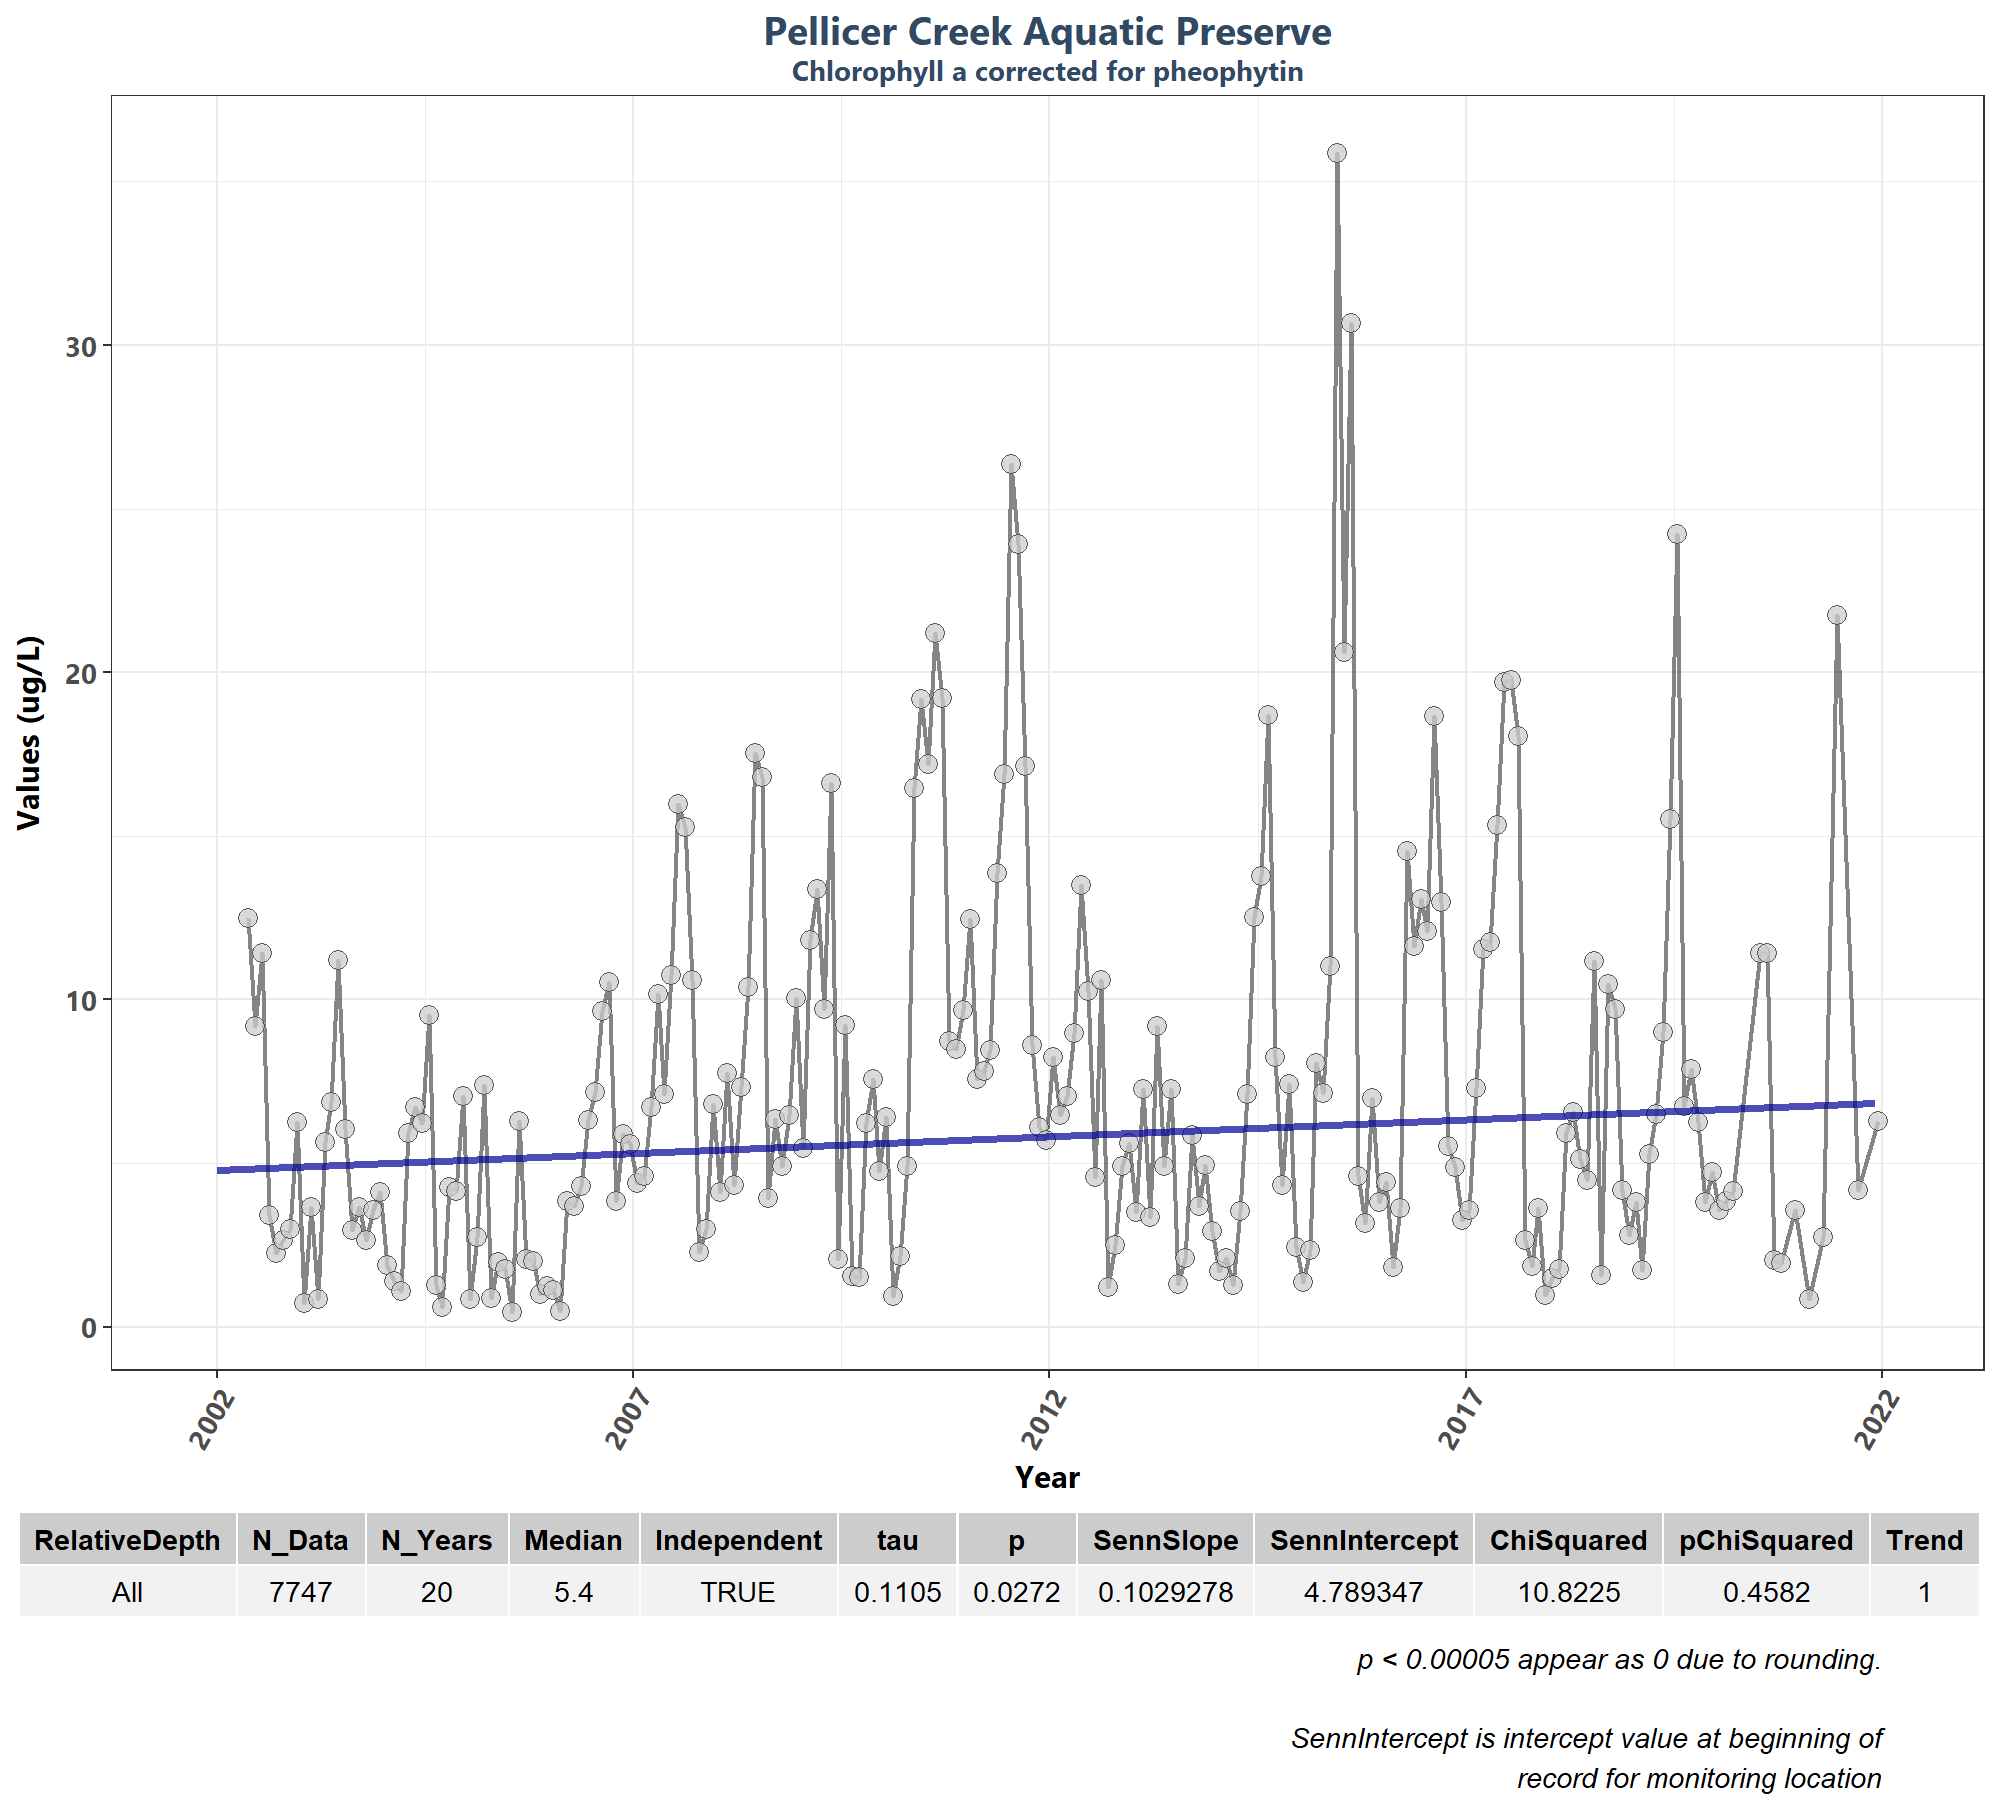 Pellicer Creek Aquatic Preserve
Chlorophyll a corrected for pheophytin
Values (ug/L)
30
20
10
0
2002 2007 2012 2017 2022
Year
RelativeDepth N_Data N_Years Median Independent tau p SennSlope SennIntercept ChiSquared pChiSquared Trend
All 7747 20 5.4 TRUE 0.1105 0.0272 0.1029278 4.789347 10.8225 0.4582 1
p < 0.00005 appear as 0 due to rounding.
SennIntercept is intercept value at beginning of
record for monitoring location